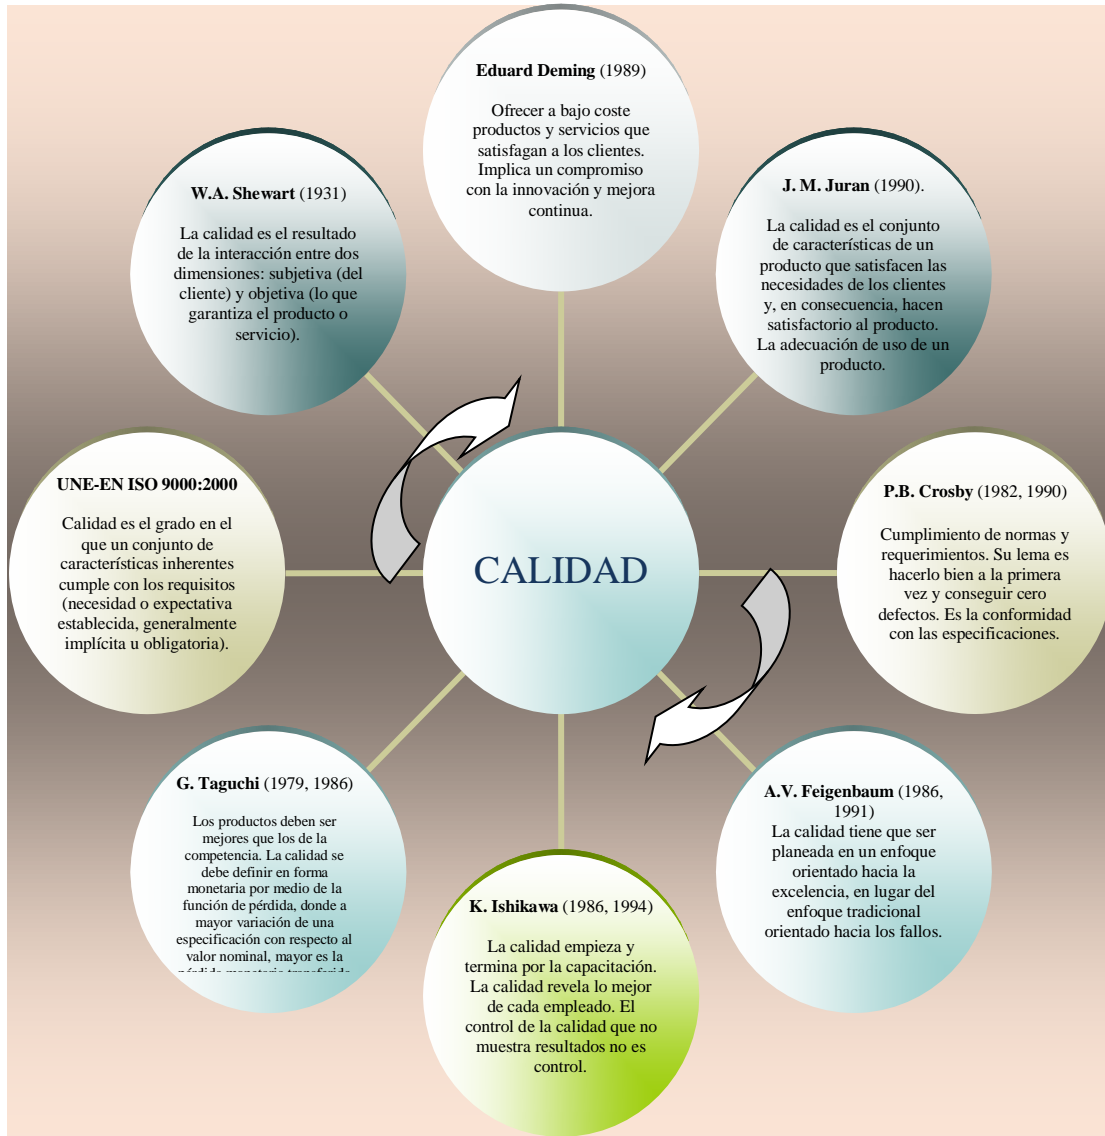 Eduard Deming (1989)
Ofrecer a bajo coste
productos y servicios que
satisfagan a los clientes.
Implica un compromiso
con la innovación y mejora
continua.
J. M. Juran (1990).
La calidad es el conjunto
de características de un
producto que satisfacen las
necesidades de los clientes
y, en consecuencia, hacen
satisfactorio al producto.
La adecuación de uso de un
producto.
P.B. Crosby (1982, 1990)
Cumplimiento de normas y
requerimientos. Su lema es
hacerlo bien a la primera
vez y conseguir cero
defectos. Es la conformidad
con las especificaciones.
A.V. Feigenbaum (1986,
1991)
La calidad tiene que ser
planeada en un enfoque
orientado hacia la
excelencia, en lugar del
enfoque tradicional
orientado hacia los fallos.
K. Ishikawa (1986, 1994)
La calidad empieza y
termina por la capacitación.
La calidad revela lo mejor
de cada empleado. El
control de la calidad que no
muestra resultados no es
control.
G. Taguchi (1979, 1986)
Los productos deben ser
mejores que los de la
competencia. La calidad se
debe definir en forma
monetaria por medio de la
función de pérdida, donde a
mayor variación de una
especificación con respecto al
valor nominal, mayor es la
UNE-EN ISO 9000:2000
Calidad es el grado en el
que un conjunto de
características inherentes
cumple con los requisitos
(necesidad o expectativa
establecida, generalmente
implícita u obligatoria).
W.A. Shewart (1931)
La calidad es el resultado
de la interacción entre dos
dimensiones: subjetiva (del
cliente) y objetiva (lo que
garantiza el producto o
servicio).
CALIDAD